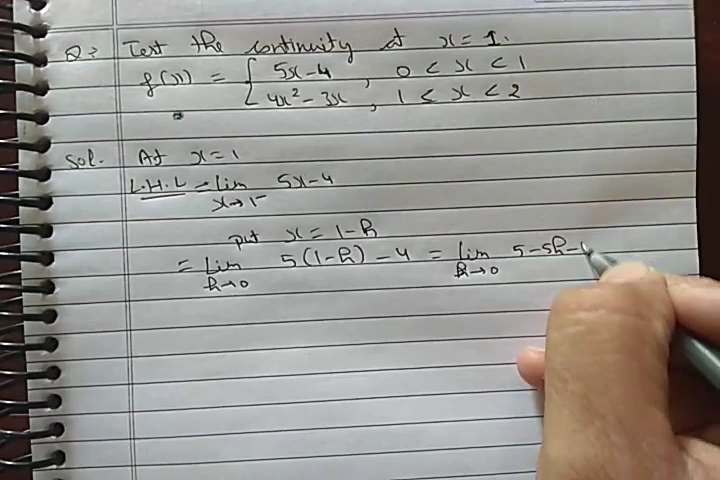 Q: Test the continuity at x = 1.
f(x) = { 5x-4 , 0 < x < 1
4x² - 3x , 1 < x < 2
Sol. At x = 1
L.H.L = lim 5x-4
x→1⁻
put x = 1-h
= lim 5(1-h) - 4 = lim 5-5h-
h→0 h→0